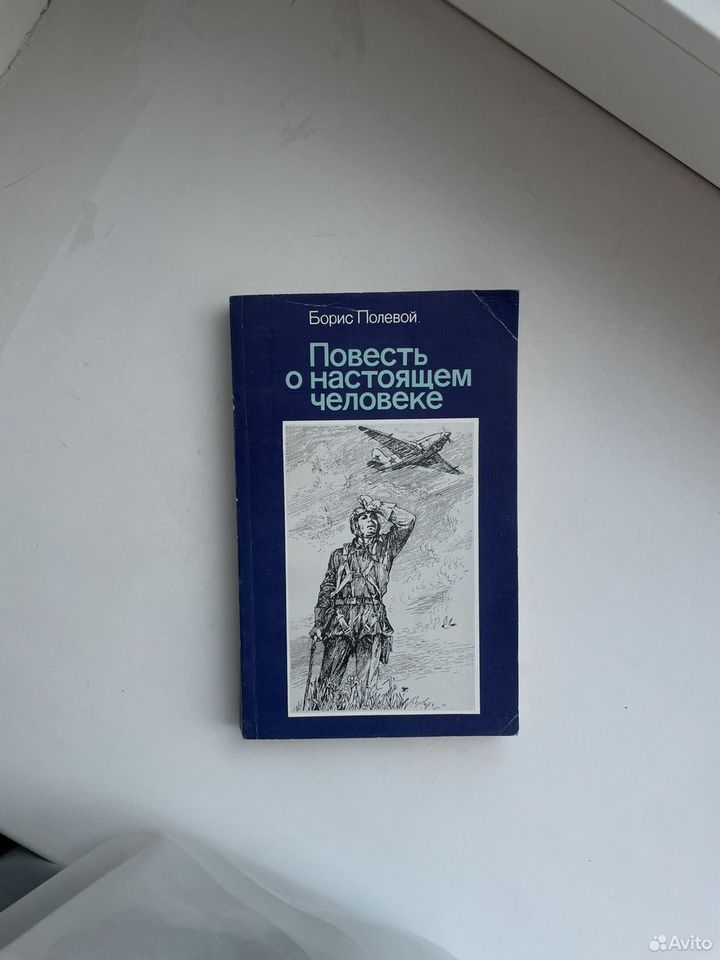 Борис Полевой.
Повесть
о настоящем
человеке
Avito